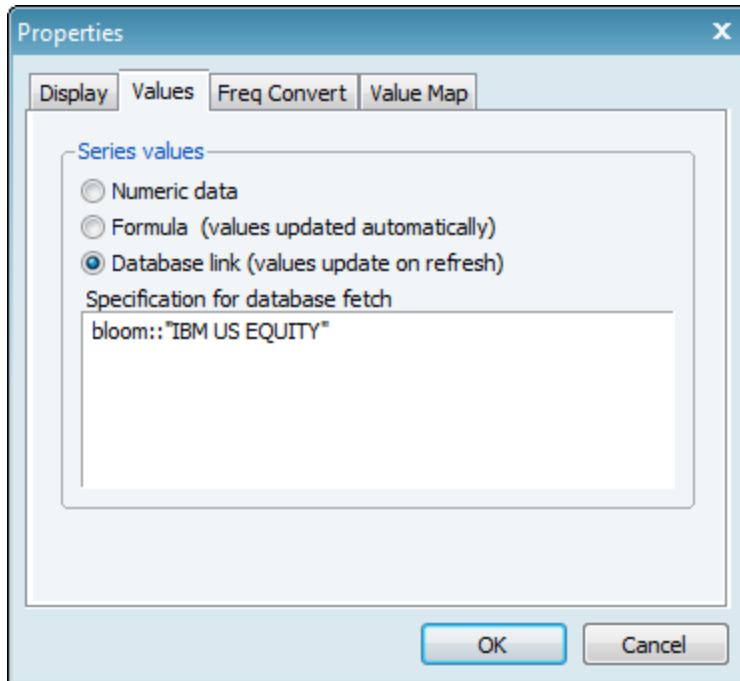 Properties
Display Values Freq Convert Value Map
Series values
Numeric data
Formula (values updated automatically)
Database link (values update on refresh)
Specification for database fetch
bloom::"IBM US EQUITY"
OK Cancel